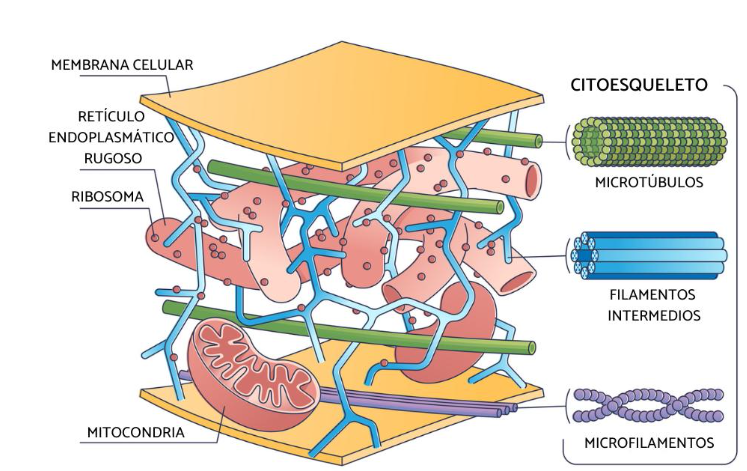 MEMBRANA CELULAR
RETÍCULO
ENDOPLASMÁTICO
RUGOSO
RIBOSOMA
MITOCONDRIA
CITOESQUELETO
MICROTÚBULOS
FILAMENTOS
INTERMEDIOS
MICROFILAMENTOS